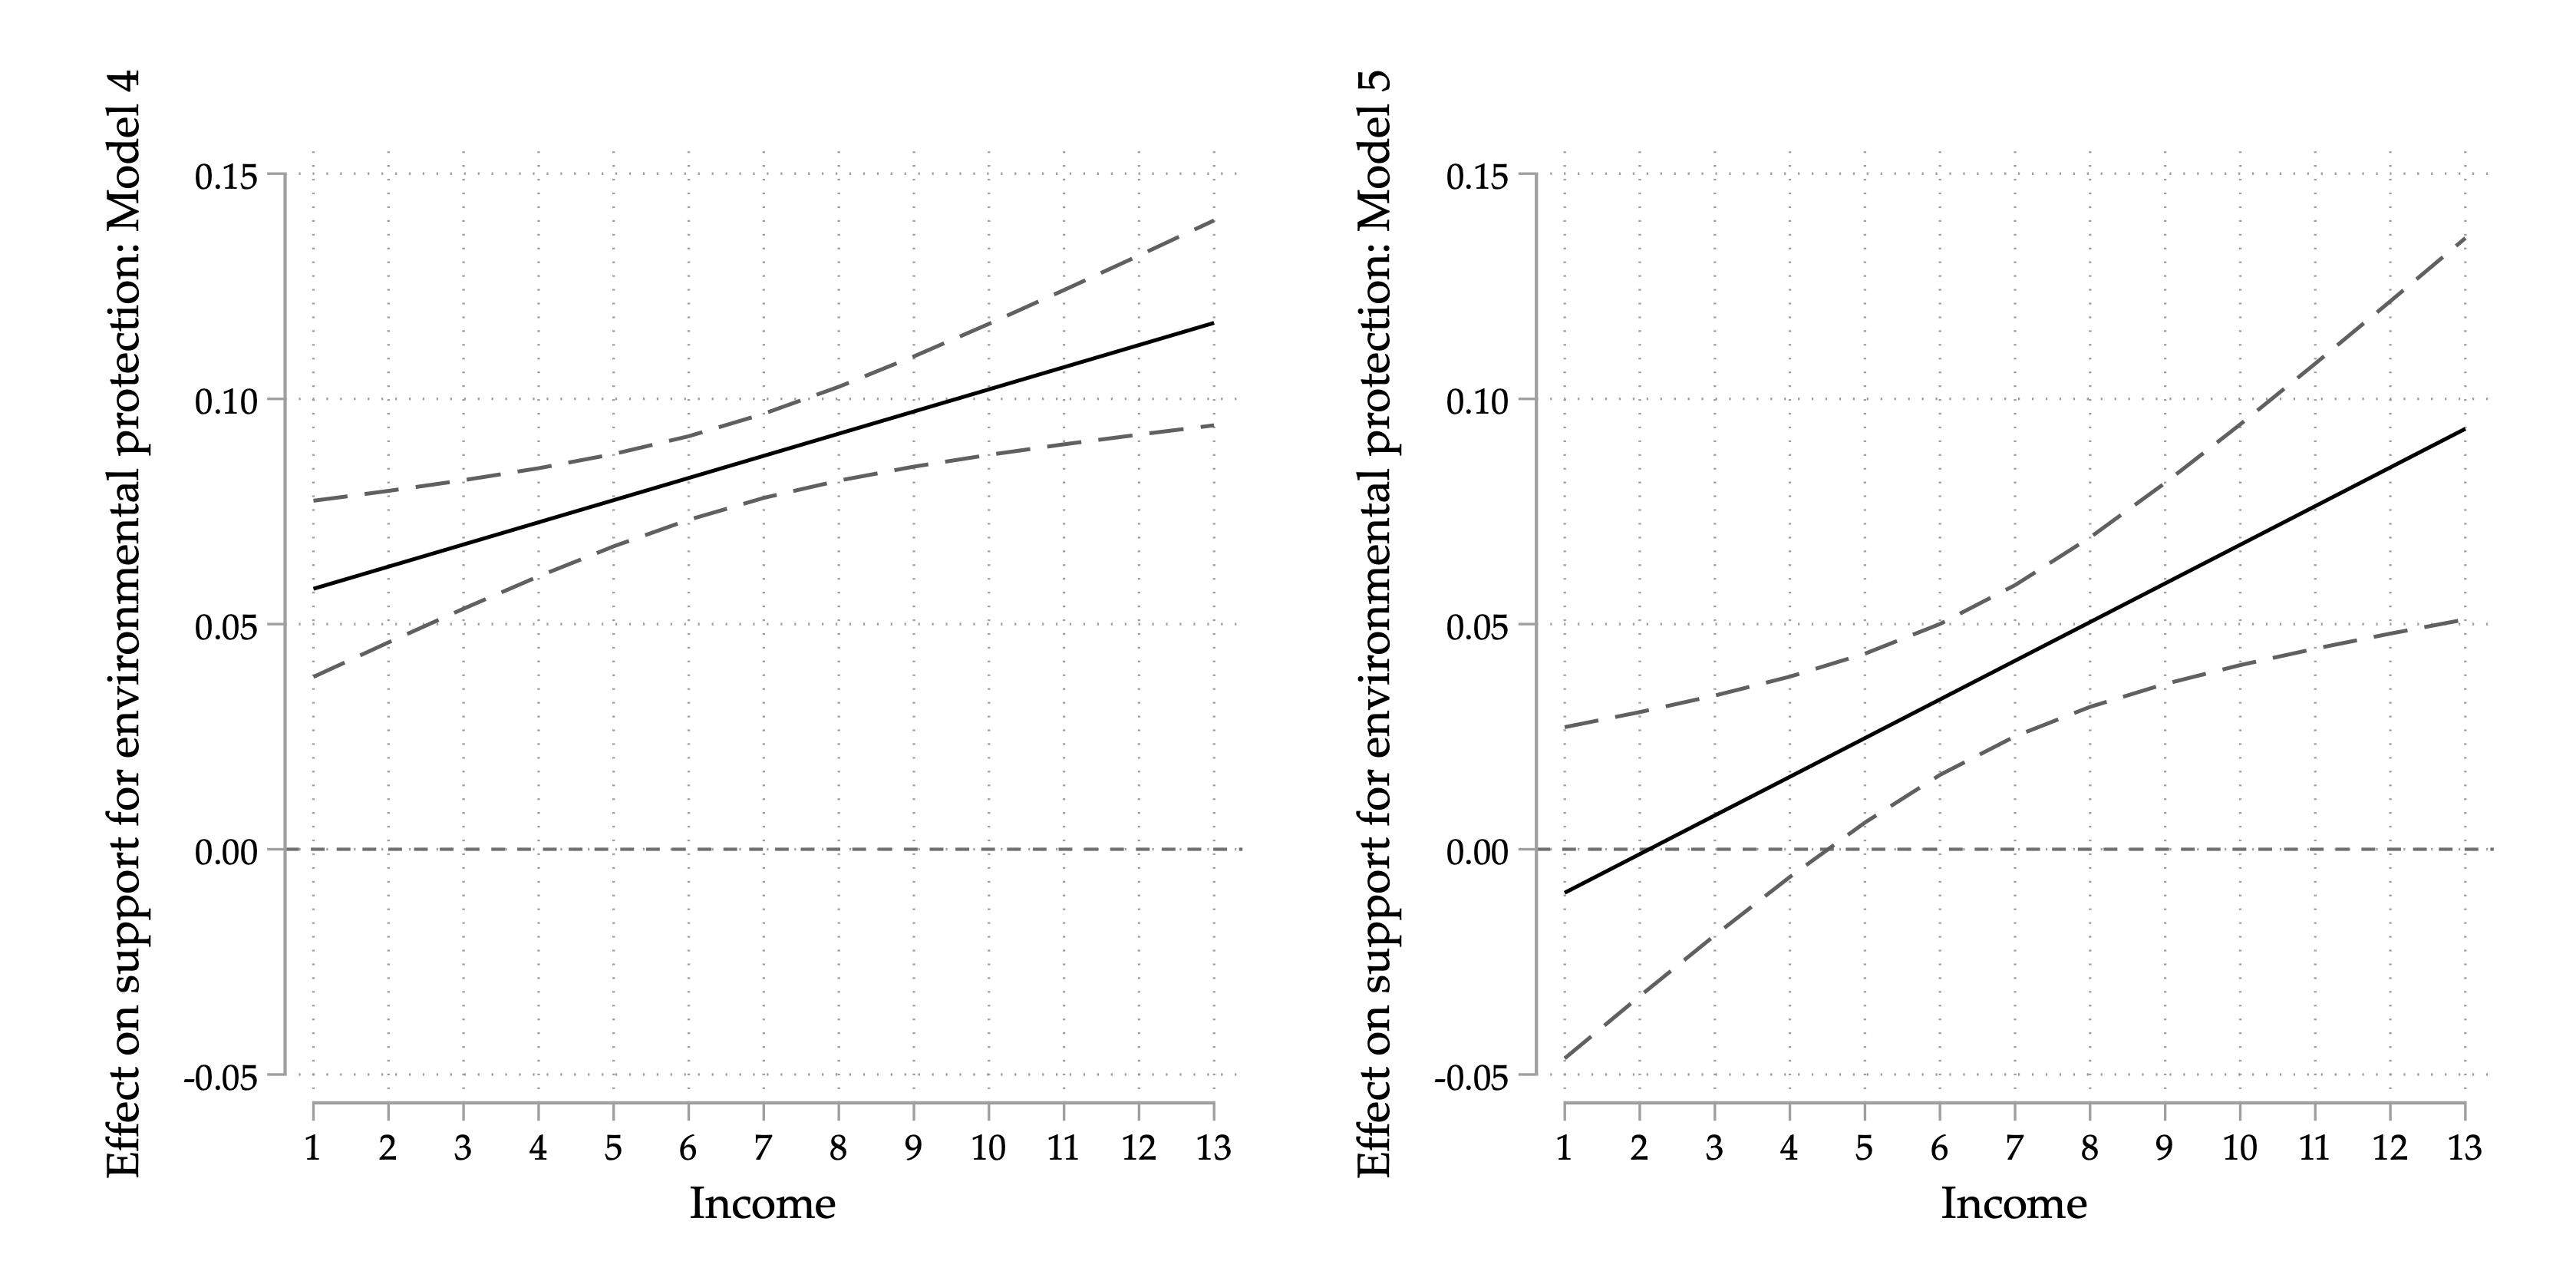 Effect on support for environmental protection: Model 4
0.15
0.10
0.05
0.00
-0.05
1 2 3 4 5 6 7 8 9 10 11 12 13
Income
Effect on support for environmental protection: Model 5
0.15
0.10
0.05
0.00
-0.05
1 2 3 4 5 6 7 8 9 10 11 12 13
Income